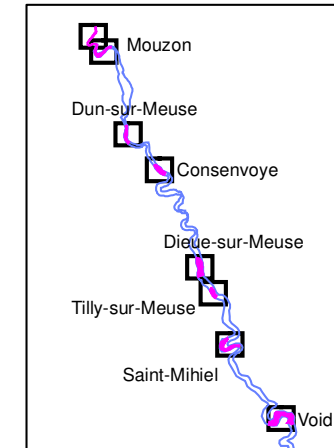 Mouzon
Dun-sur-Meuse
Consenvoye
Dieue-sur-Meuse
Tilly-sur-Meuse
Saint-Mihiel
Void